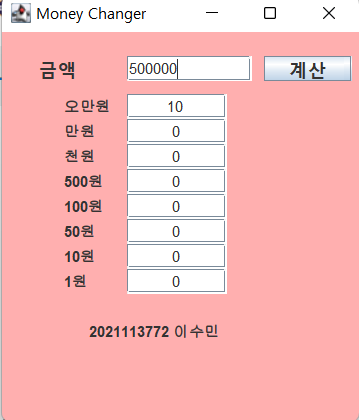 Money Changer
금액 500000 계산
오만원 10
만원 0
천원 0
500원 0
100원 0
50원 0
10원 0
1원 0
2021113772 이수민